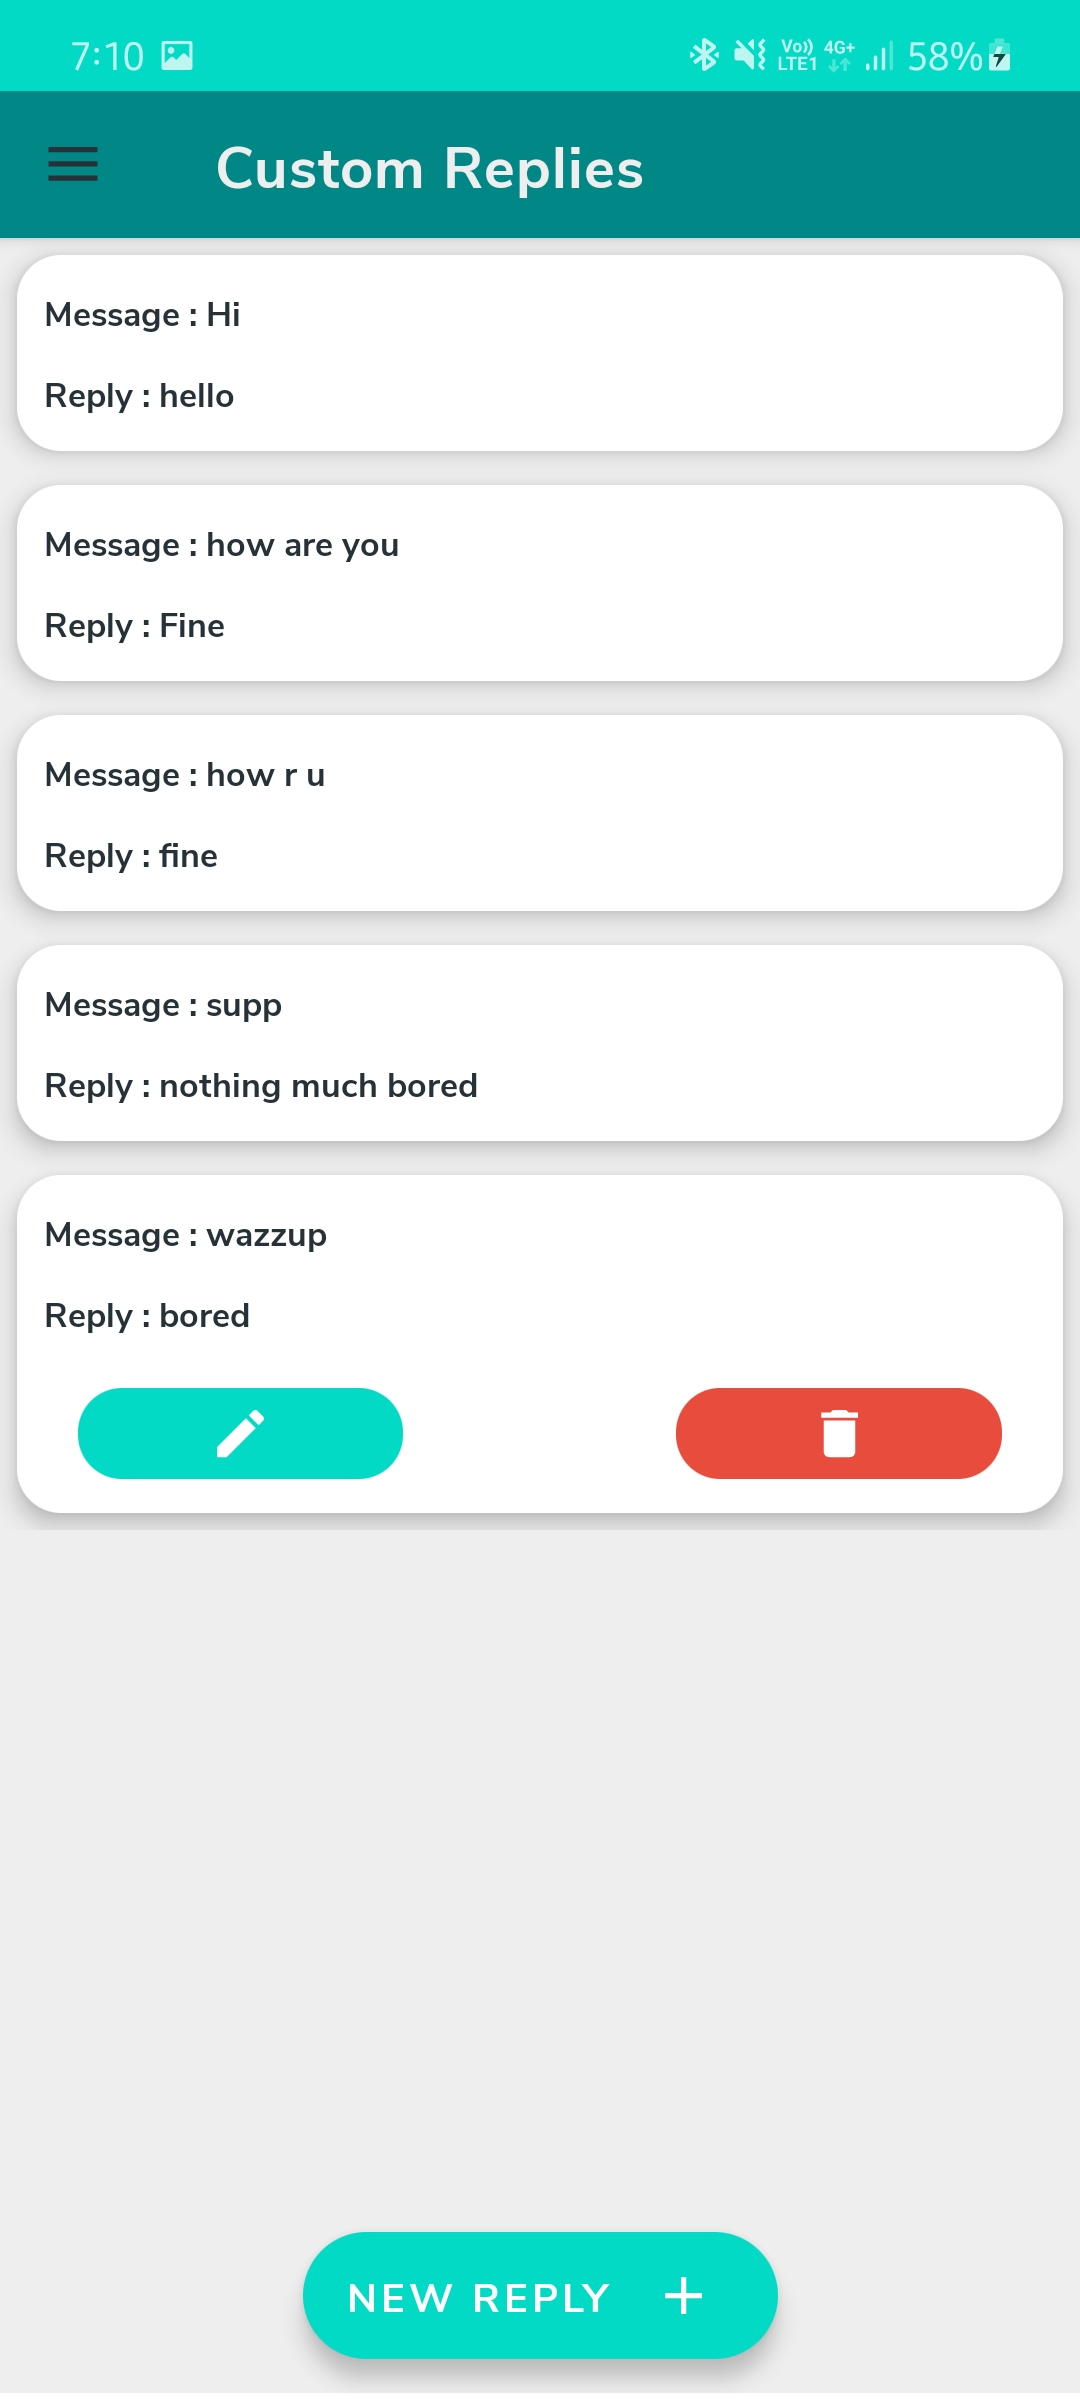 7:10 Vo)) LTE1 4G+ 58%
Custom Replies
Message : Hi
Reply : hello
Message : how are you
Reply : Fine
Message : how r u
Reply : fine
Message : supp
Reply : nothing much bored
Message : wazzup
Reply : bored
NEW REPLY +